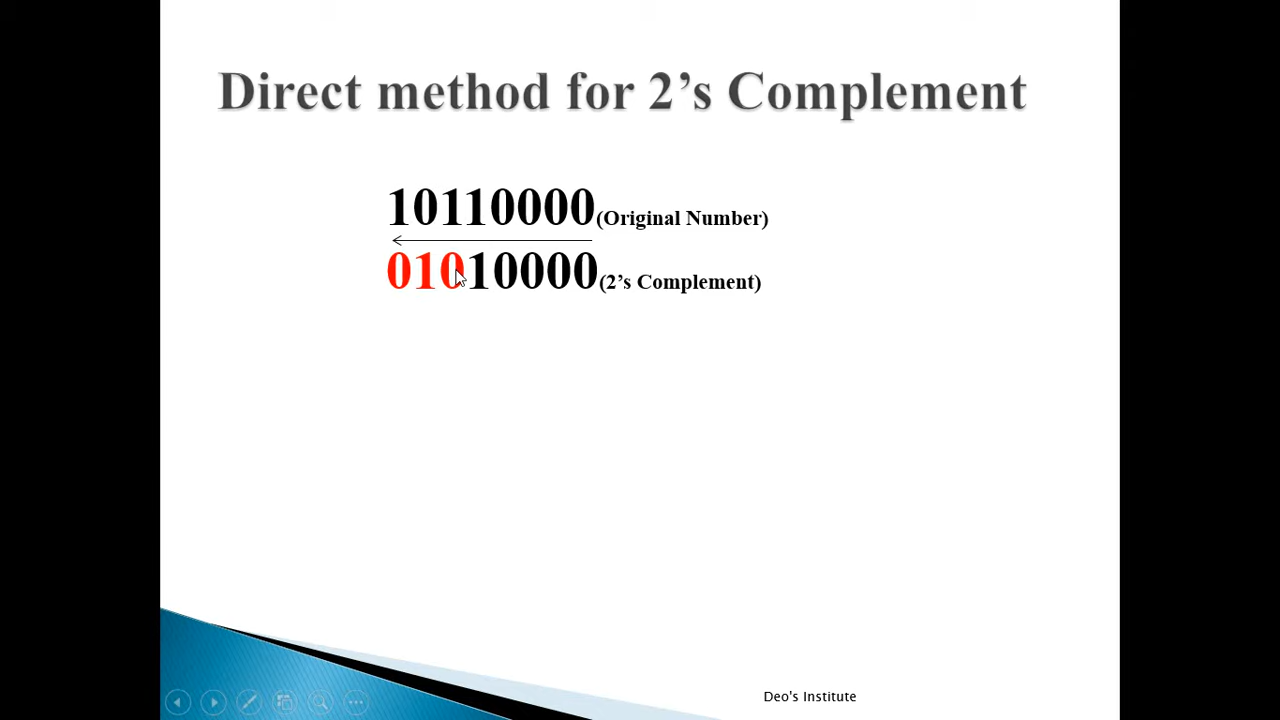 Direct method for 2’s Complement
10110000(Original Number)
01010000(2’s Complement)
Deo's Institute